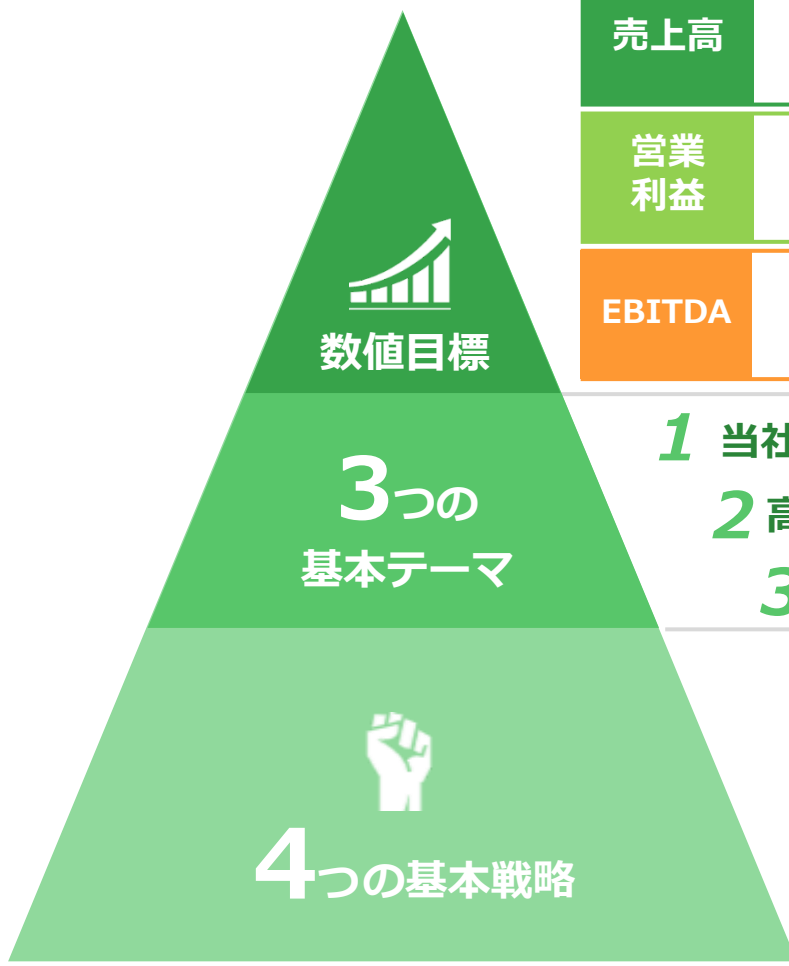 売上高
営業
利益
EBITDA
数値目標
1 当社
2 高
3
3つの
基本テーマ
4つの基本戦略